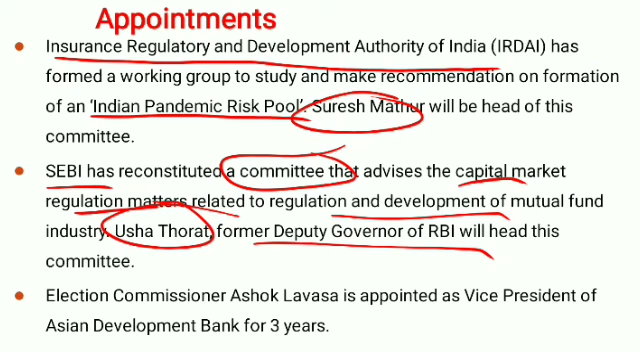 Appointments
• Insurance Regulatory and Development Authority of India (IRDAI) has
formed a working group to study and make recommendation on formation
of an ‘Indian Pandemic Risk Pool’. Suresh Mathur will be head of this
committee.
• SEBI has reconstituted a committee that advises the capital market
regulation matters related to regulation and development of mutual fund
industry. Usha Thorat, former Deputy Governor of RBI will head this
committee.
• Election Commissioner Ashok Lavasa is appointed as Vice President of
Asian Development Bank for 3 years.